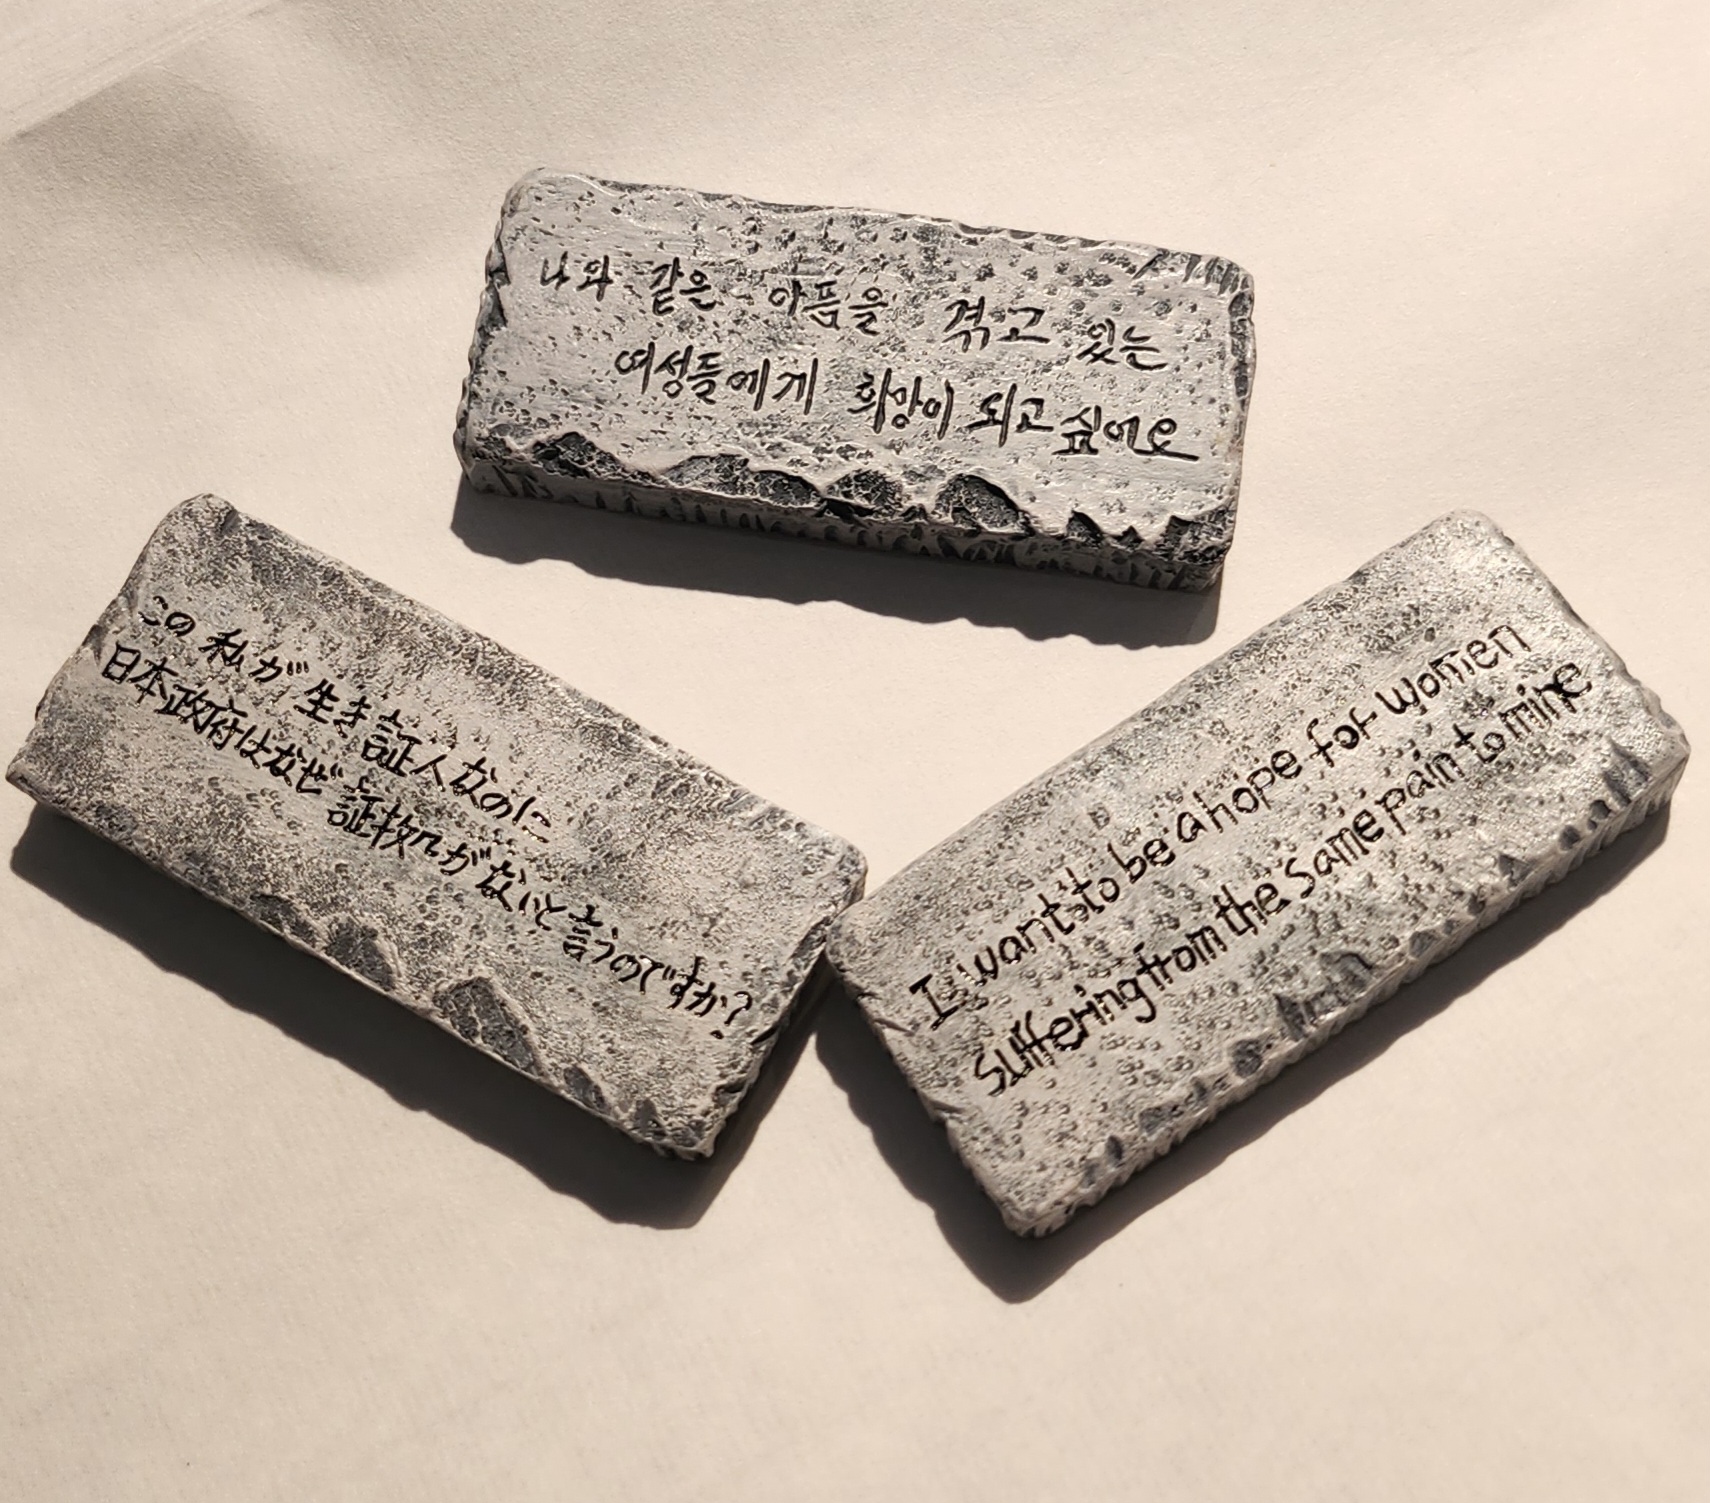 나와 같은 아픔을 겪고 있는
여성들에게 희망이 되고 싶어요
この私が生き証人なのに
日本政府はなぜ証拠がないと言うのですか?
I want to be a hope for women
suffering from the same pain to mine